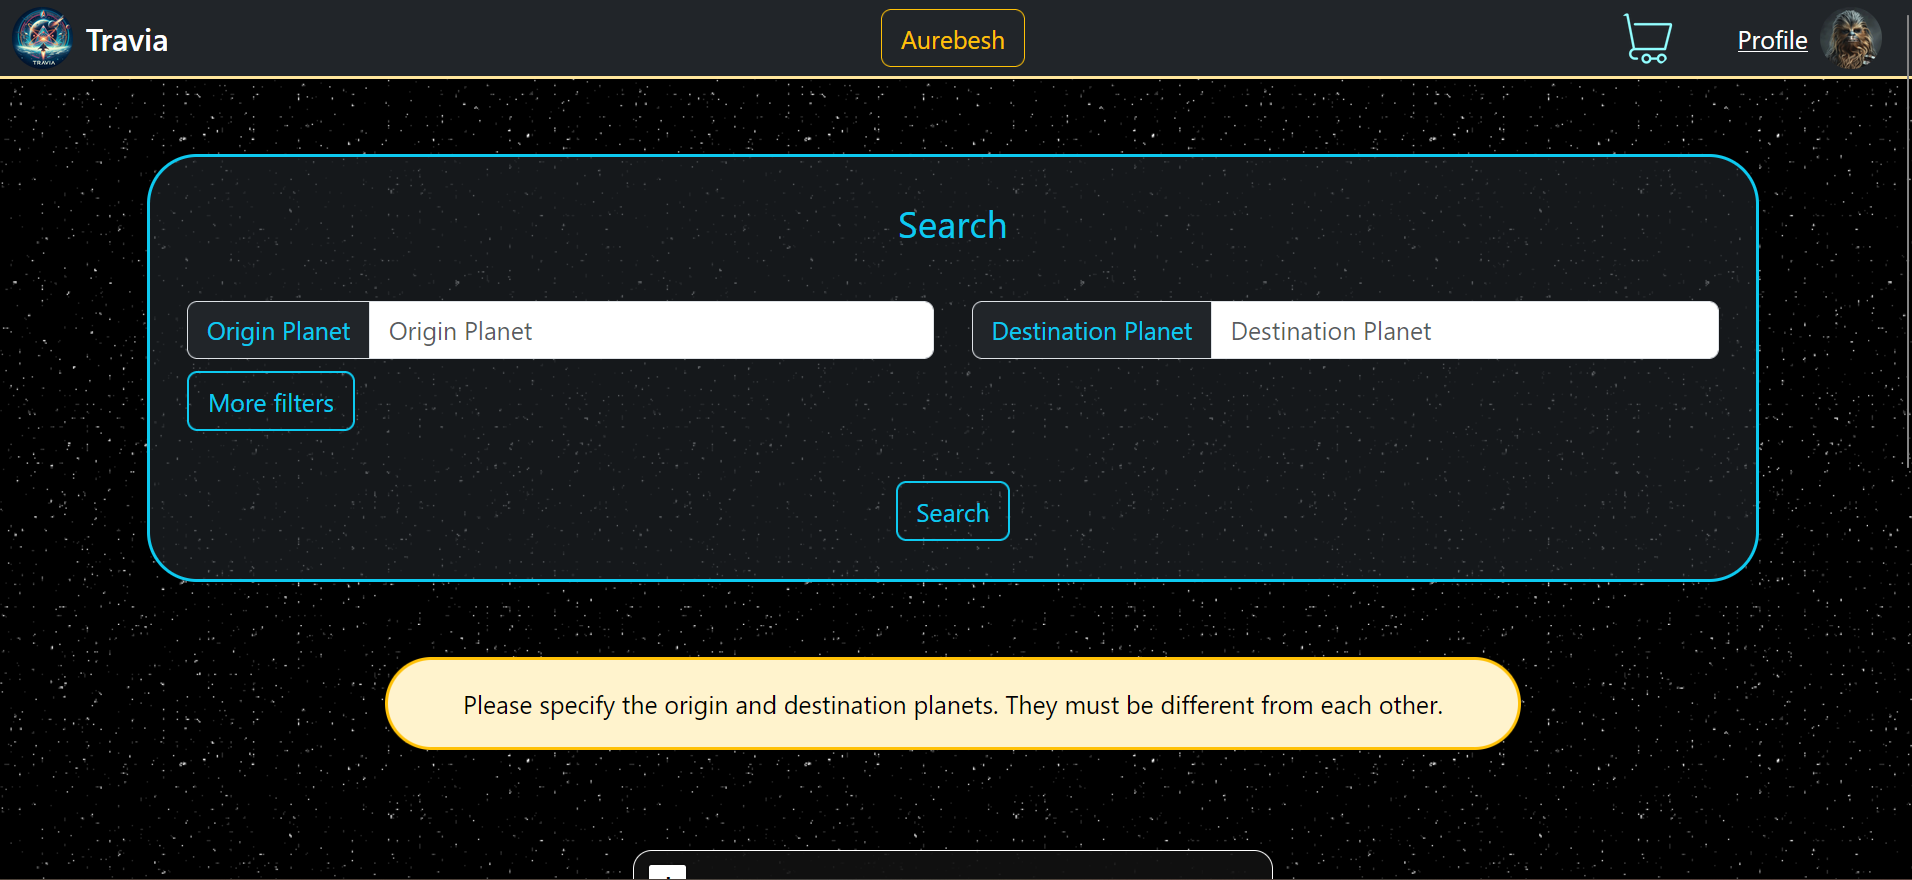 TRAVIA
Travia
Aurebesh
Profile
Search
Origin Planet
Origin Planet
Destination Planet
Destination Planet
More filters
Search
Please specify the origin and destination planets. They must be different from each other.